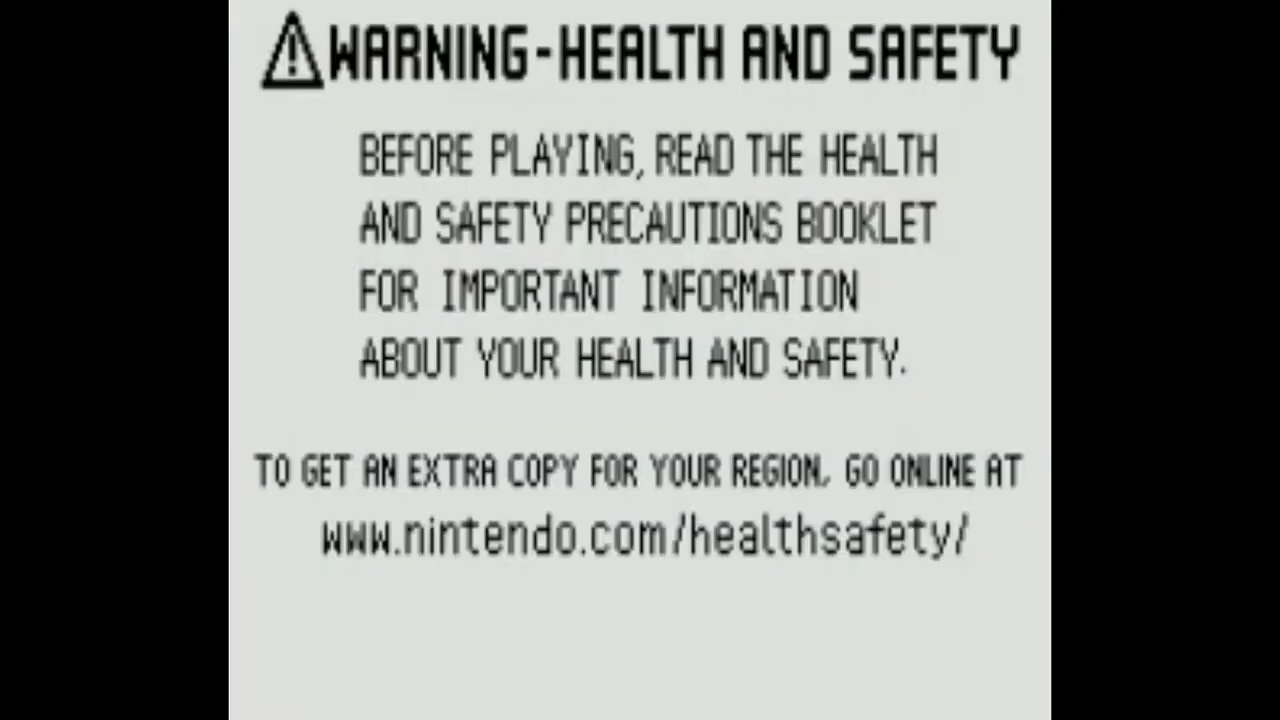 ⚠WARNING-HEALTH AND SAFETY
BEFORE PLAYING, READ THE HEALTH
AND SAFETY PRECAUTIONS BOOKLET
FOR IMPORTANT INFORMATION
ABOUT YOUR HEALTH AND SAFETY.
TO GET AN EXTRA COPY FOR YOUR REGION, GO ONLINE AT
www.nintendo.com/healthsafety/